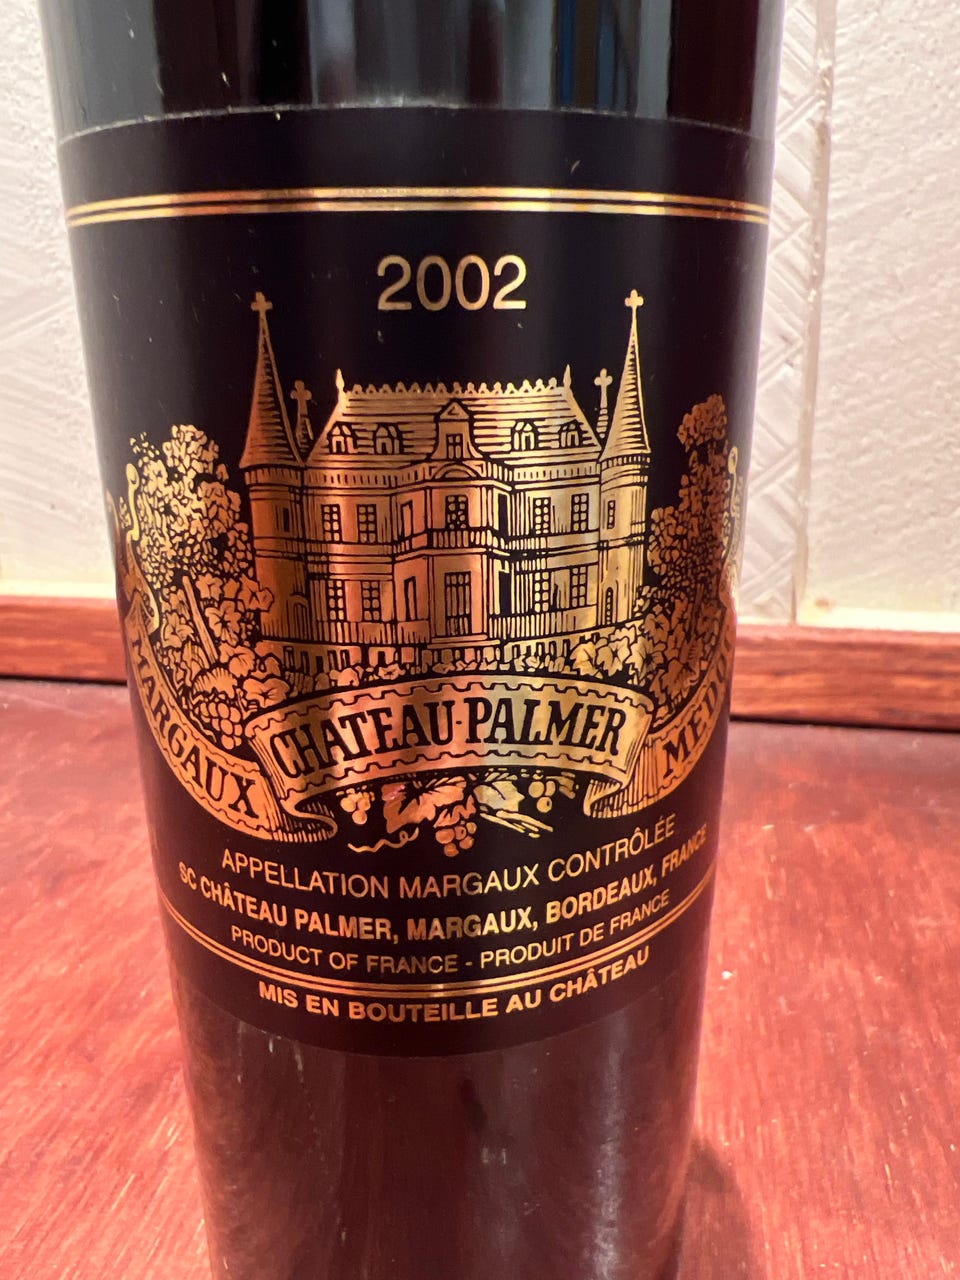 2002
MARGAUX
CHATEAU·PALMER
APPELLATION MARGAUX CONTRÔLÉE
SC CHÂTEAU PALMER, MARGAUX, BORDEAUX, FRANCE
PRODUCT OF FRANCE - PRODUIT DE FRANCE
MIS EN BOUTEILLE AU CHÂTEAU